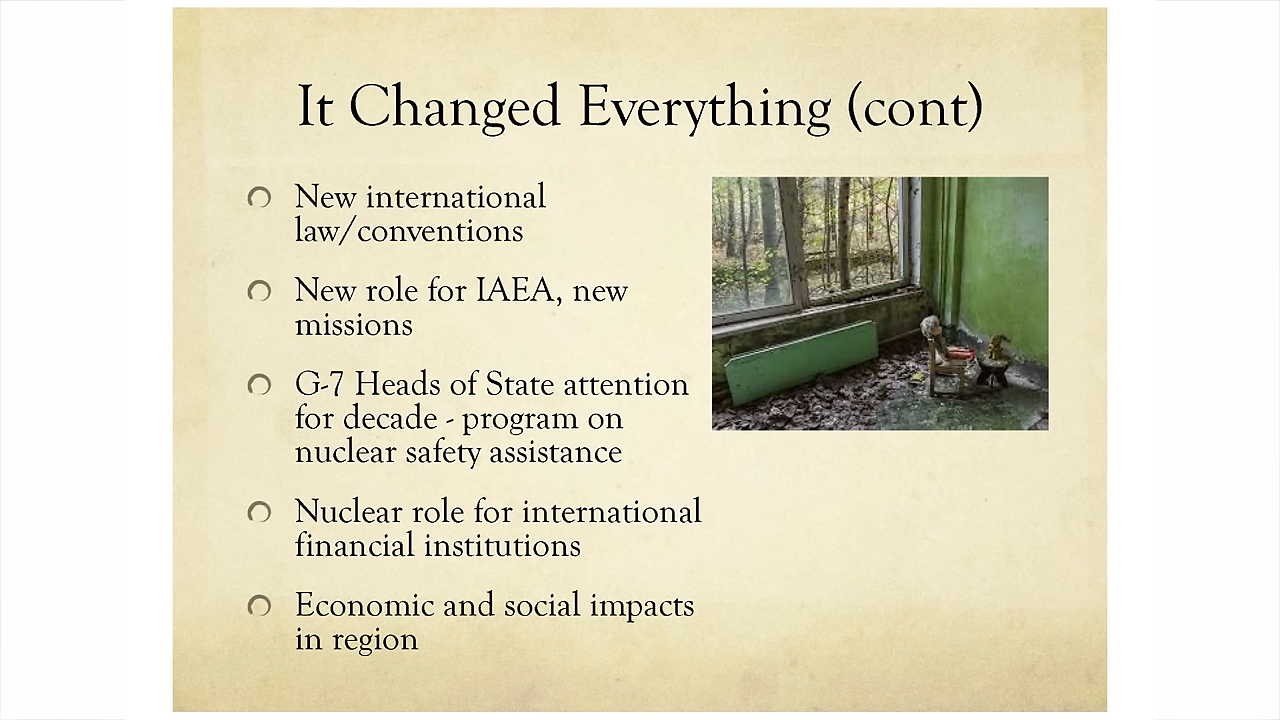 It Changed Everything (cont)
New international
law/conventions
New role for IAEA, new
missions
G-7 Heads of State attention
for decade - program on
nuclear safety assistance
Nuclear role for international
financial institutions
Economic and social impacts
in region